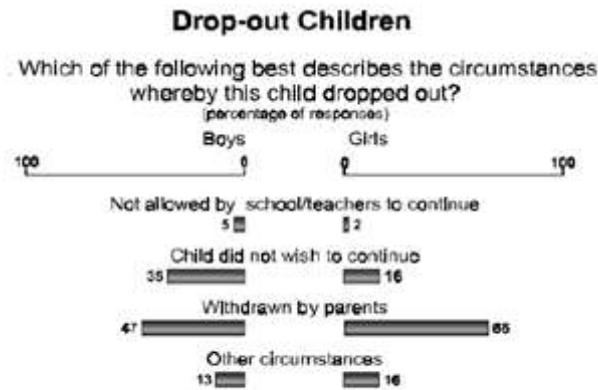 Drop-out Children
. Which of the following best describes the circumstances
whereby this child dropped out?
(percentage of responses)
Boys Girls
100 0 0 100
Not allowed by school/teachers to continue
5 2
Child did not wish to continue
35 16
Withdrawn by parents
47 66
Other circumstances
13 16